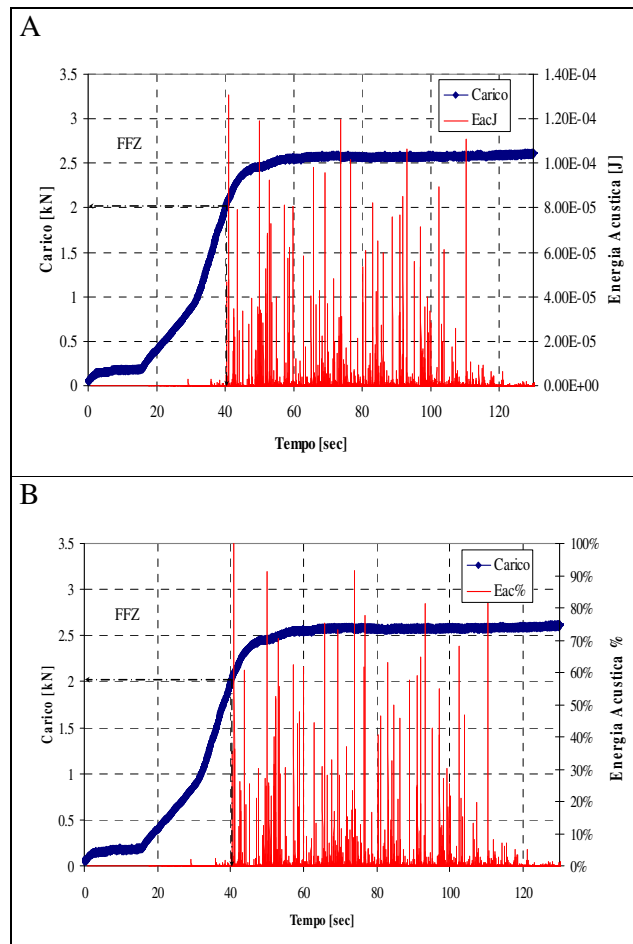 A
3.5
3
2.5
2
1.5
1
0.5
0
Carico [kN]
FFZ
Carico
EacJ
1.40E-04
1.20E-04
1.00E-04
8.00E-05
6.00E-05
4.00E-05
2.00E-05
0.00E+00
Energia Acustica [J]
0 20 40 60 80 100 120
Tempo [sec]
B
3.5
3
2.5
2
1.5
1
0.5
0
Carico [kN]
FFZ
Carico
Eac%
100%
90%
80%
70%
60%
50%
40%
30%
20%
10%
0%
Energia Acustica %
0 20 40 60 80 100 120
Tempo [sec]